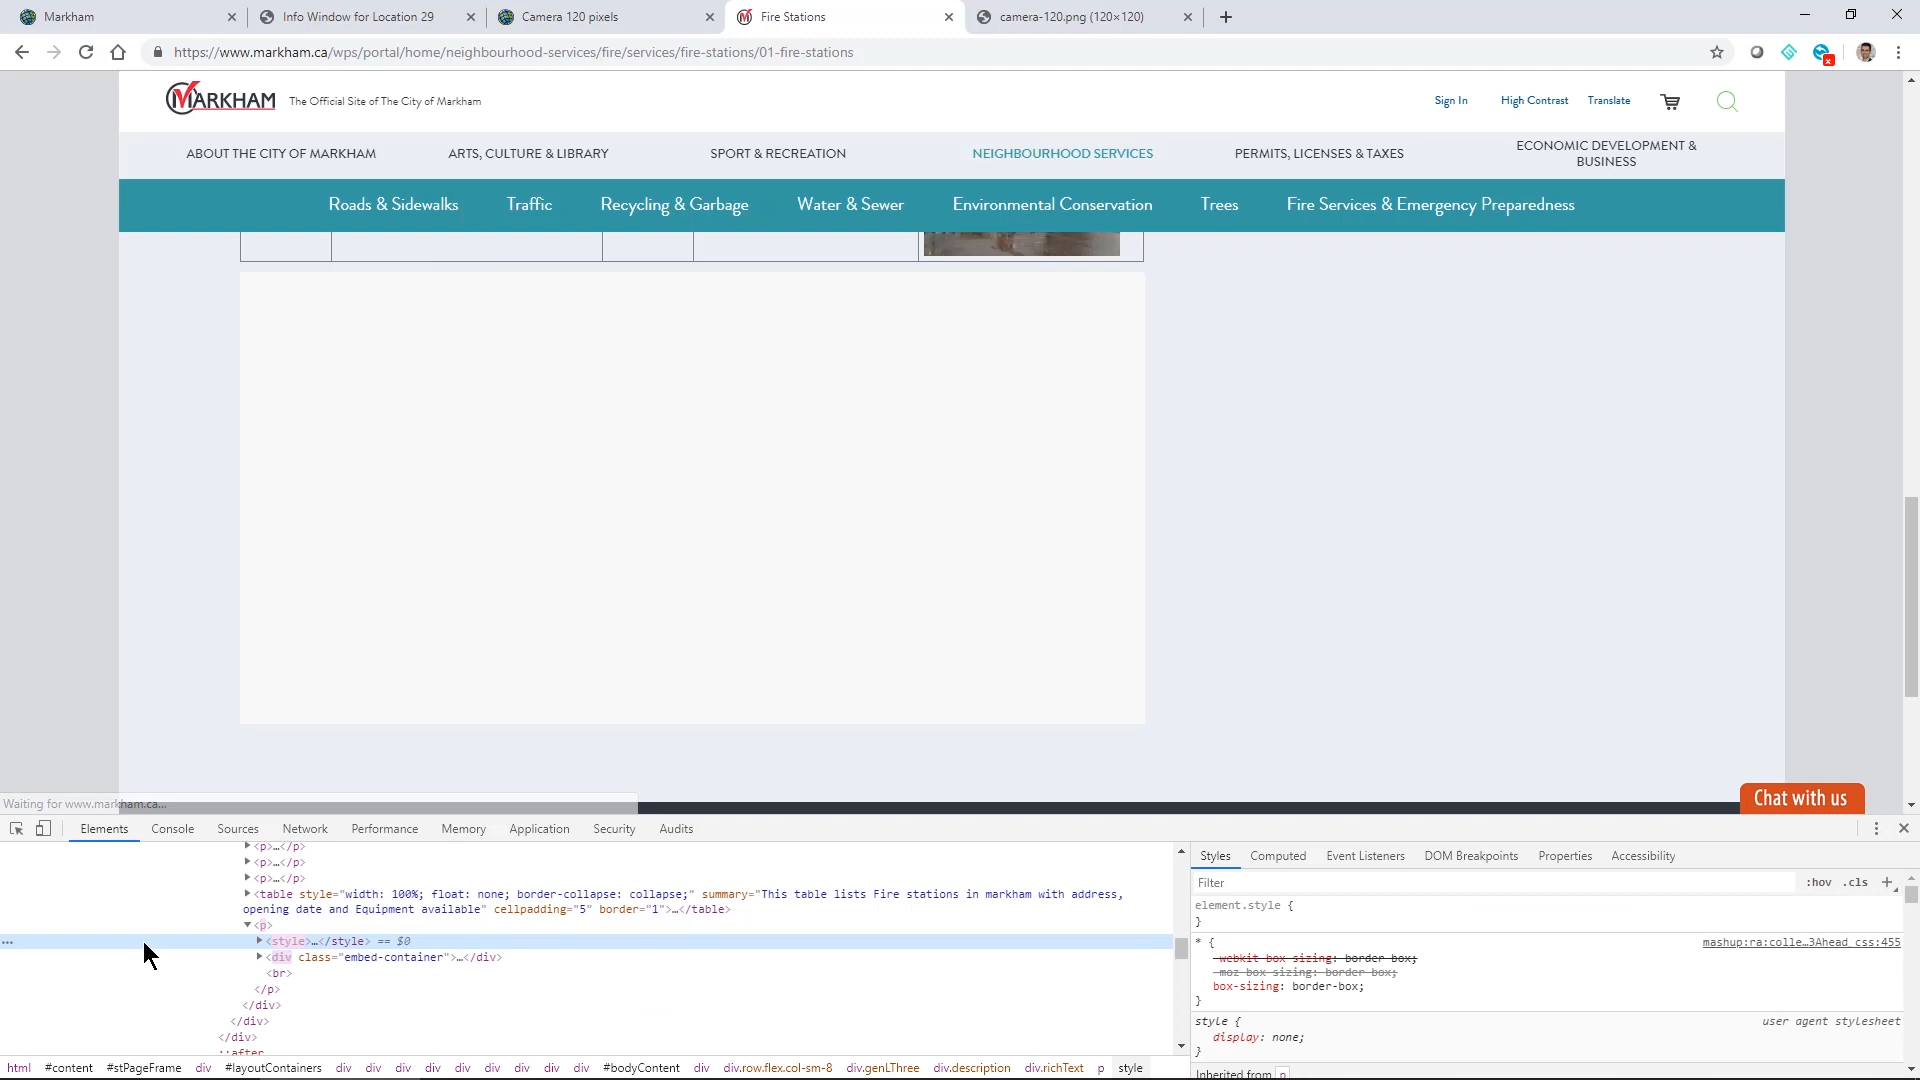 Markham
Info Window for Location 29
Camera 120 pixels
Fire Stations
camera-120.png (120×120)
https://www.markham.ca/wps/portal/home/neighbourhood-services/fire/services/fire-stations/01-fire-stations
MARKHAM
The Official Site of The City of Markham
Sign In
High Contrast
Translate
ABOUT THE CITY OF MARKHAM
ARTS, CULTURE & LIBRARY
SPORT & RECREATION
NEIGHBOURHOOD SERVICES
PERMITS, LICENSES & TAXES
ECONOMIC DEVELOPMENT &
BUSINESS
Roads & Sidewalks
Traffic
Recycling & Garbage
Water & Sewer
Environmental Conservation
Trees
Fire Services & Emergency Preparedness
Chat with us
Waiting for www.markham.ca...
Elements
Console
Sources
Network
Performance
Memory
Application
Security
Audits
<p>…</p>
<p>…</p>
<p>…</p>
<table style="width: 100%; float: none; border-collapse: collapse;" summary="This table lists Fire stations in markham with address,
opening date and Equipment available" cellpadding="5" border="1">…</table>
<p>
<style>…</style> == $0
<div class="embed-container">…</div>
<br>
</p>
</div>
</div>
</div>
::after
html #content #stPageFrame div #layoutContainers div div div div div div div div div #bodyContent div div.row.flex.col-sm-8 div.genLThree div.description div.richText p style
Styles
Computed
Event Listeners
DOM Breakpoints
Properties
Accessibility
Filter
:hov .cls +
element.style {
}
* {
mashup:ra:colle…3Ahead_css:455
-webkit-box-sizing: border-box;
-moz-box-sizing: border-box;
box-sizing: border-box;
}
style {
user agent stylesheet
display: none;
}
Inherited from p